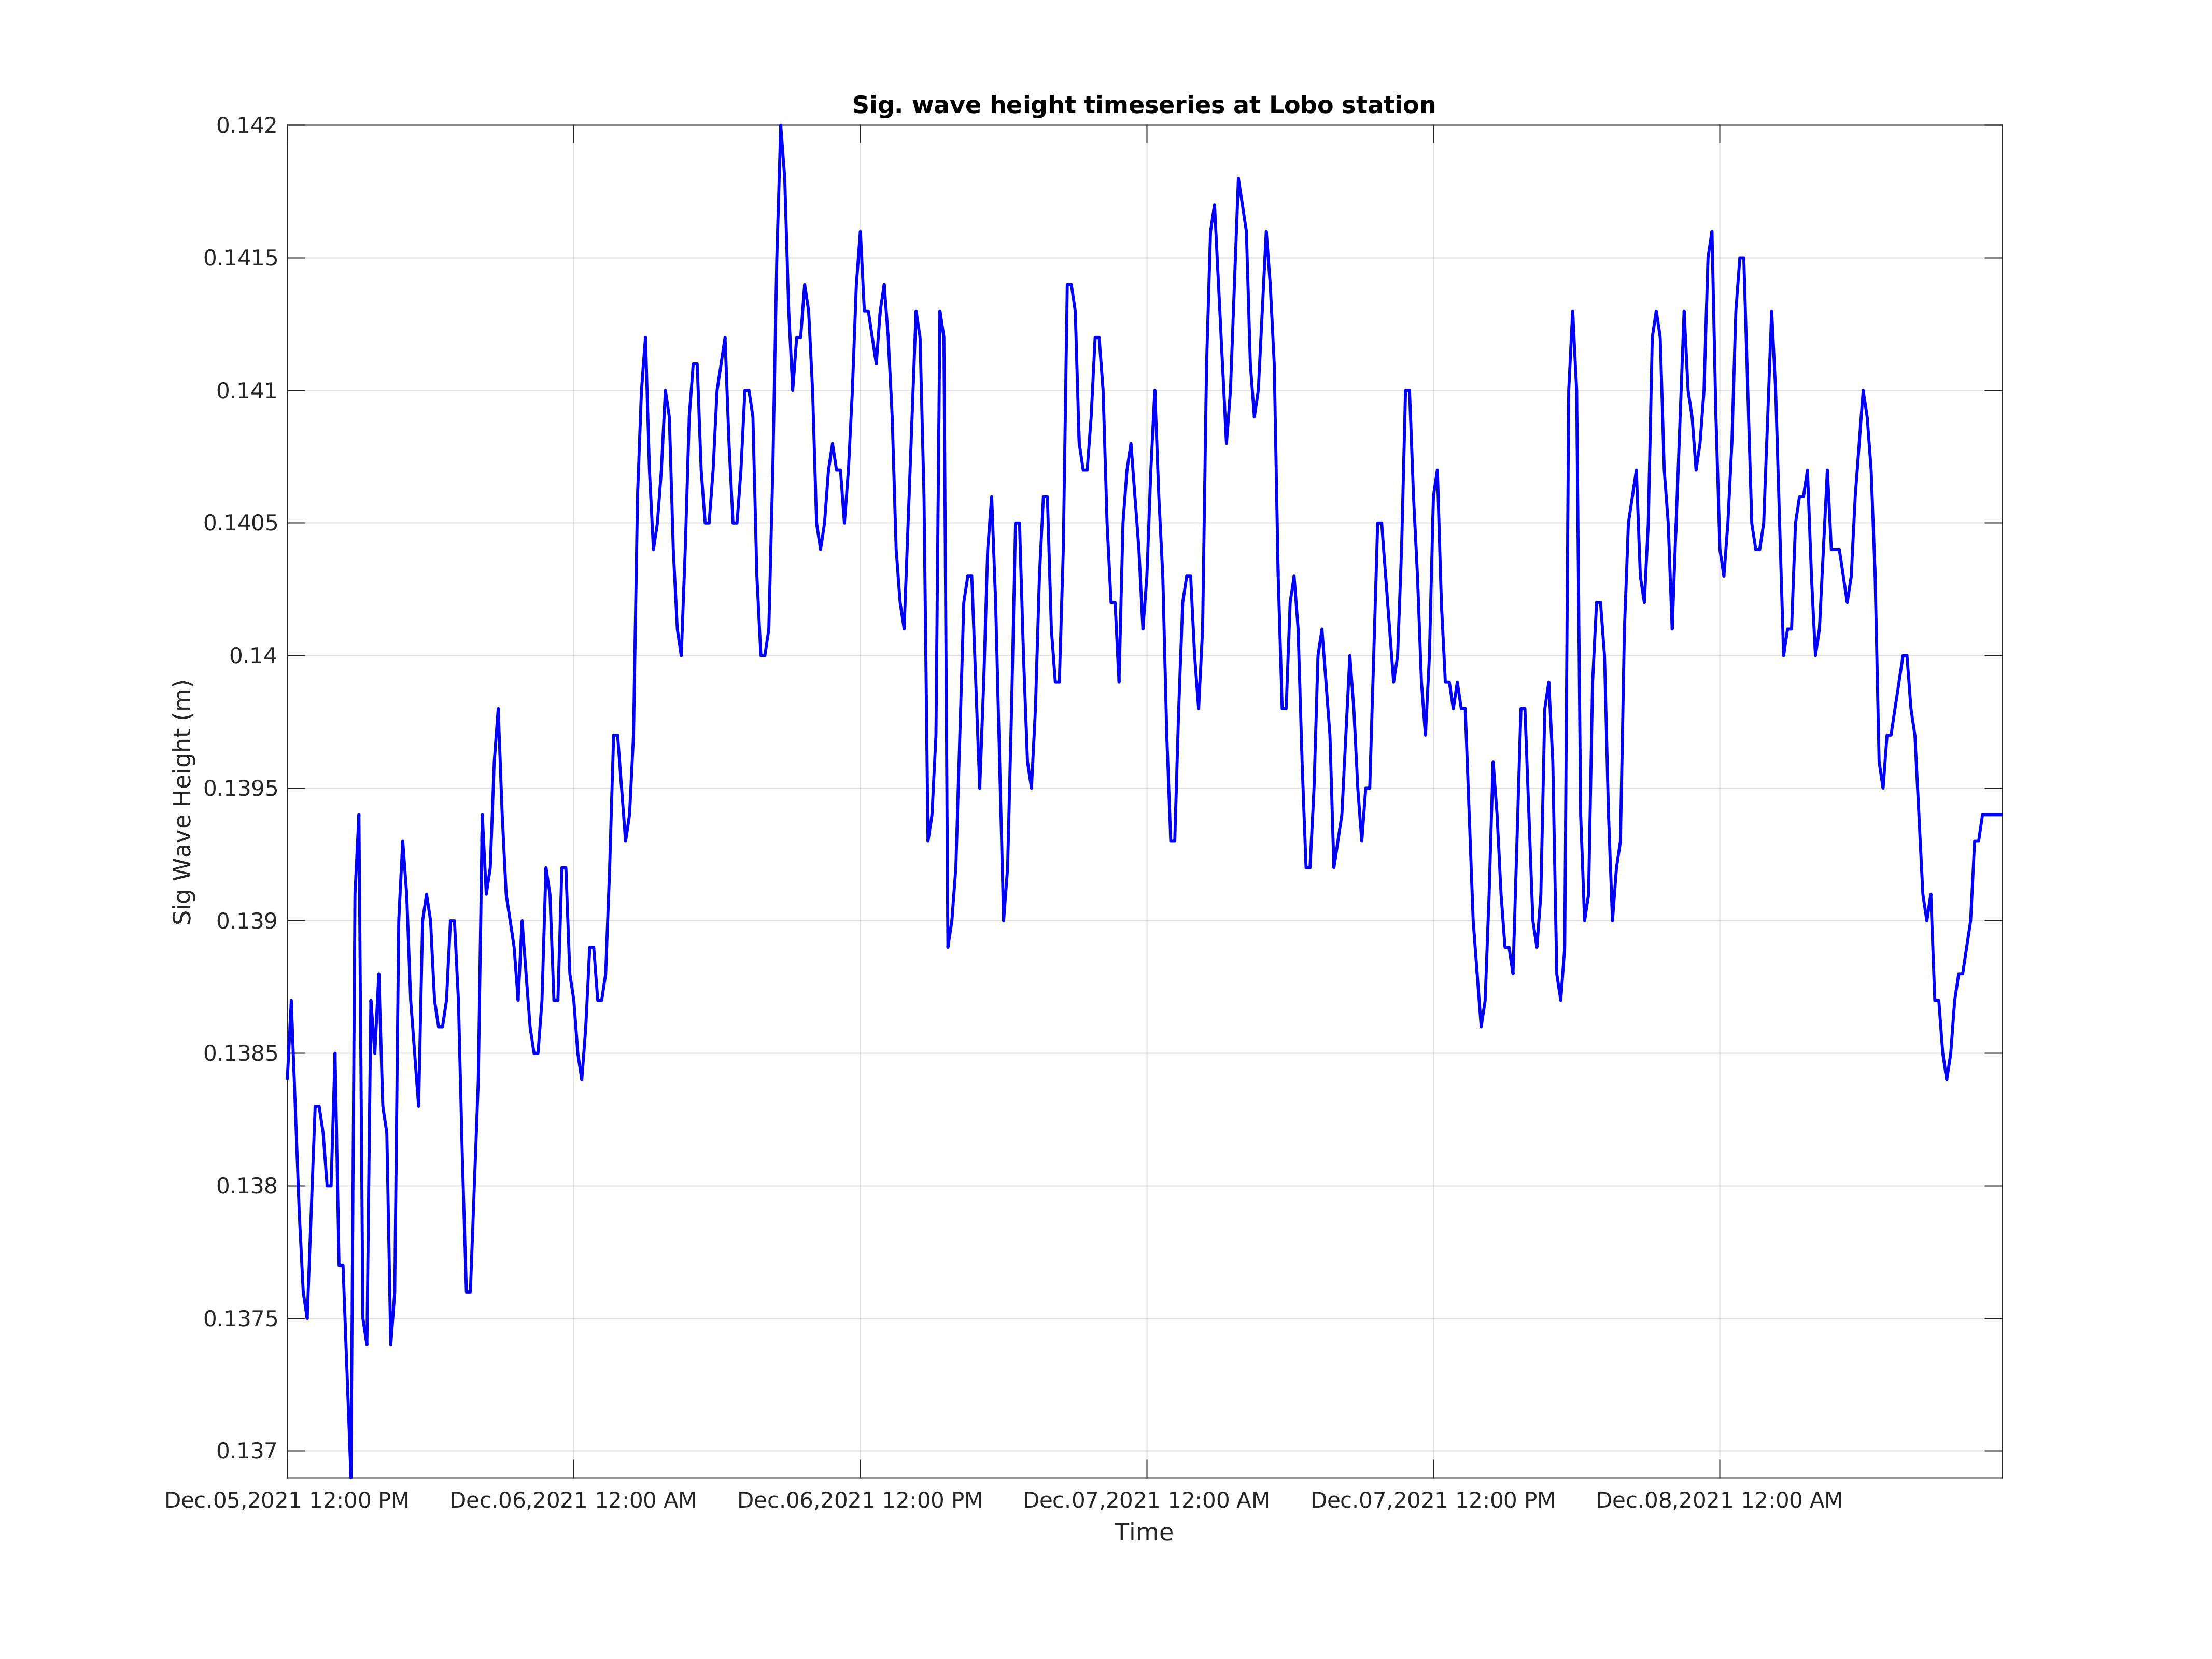 Sig. wave height timeseries at Lobo station
0.142
0.1415
0.141
0.1405
0.14
0.1395
0.139
0.1385
0.138
0.1375
0.137
Sig Wave Height (m)
Dec.05,2021 12:00 PM Dec.06,2021 12:00 AM Dec.06,2021 12:00 PM Dec.07,2021 12:00 AM Dec.07,2021 12:00 PM Dec.08,2021 12:00 AM
Time